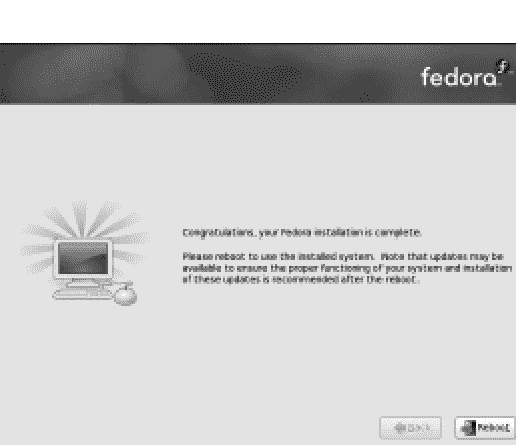 fedora
Congratulations, your Fedora installation is complete.
Please reboot to use the installed system. Note that updates may be
available to ensure the proper functioning of your system and installation
of these updates is recommended after the reboot.
Back
Reboot